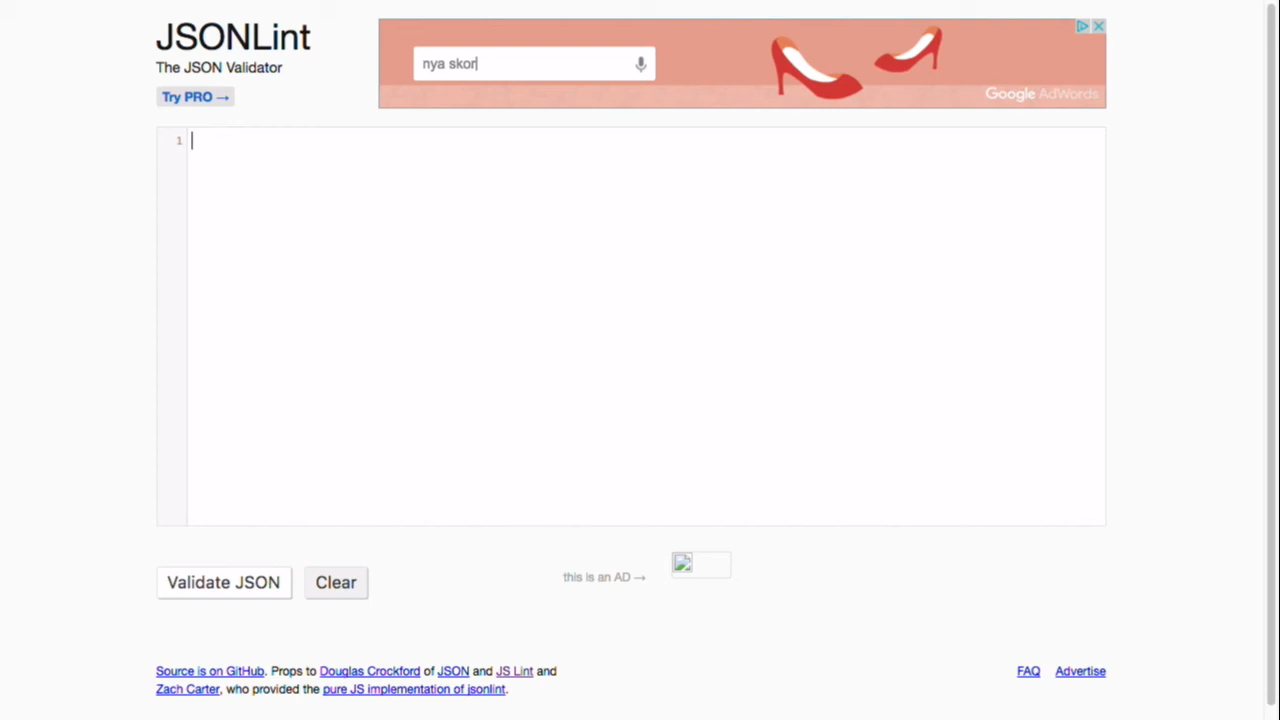 JSONLint
The JSON Validator
Try PRO →
nya skor
Google AdWords
1
Validate JSON
Clear
this is an AD →
Source is on GitHub. Props to Douglas Crockford of JSON and JS Lint and
Zach Carter, who provided the pure JS implementation of jsonlint.
FAQ
Advertise